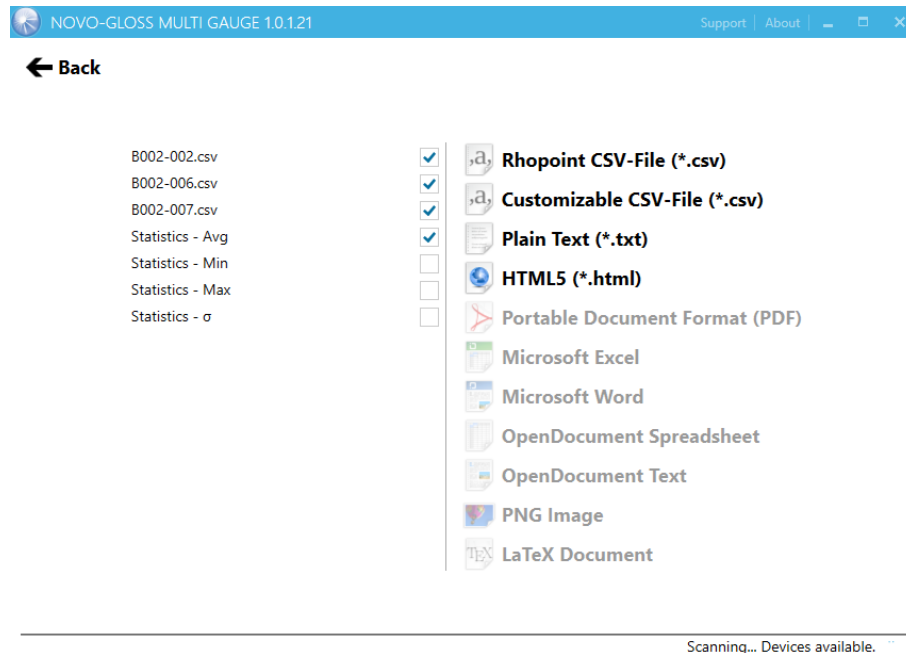 NOVO-GLOSS MULTI GAUGE 1.0.1.21
Support | About
Back
B002-002.csv
B002-006.csv
B002-007.csv
Statistics - Avg
Statistics - Min
Statistics - Max
Statistics - σ
,a, Rhopoint CSV-File (*.csv)
,a, Customizable CSV-File (*.csv)
Plain Text (*.txt)
HTML5 (*.html)
Portable Document Format (PDF)
Microsoft Excel
Microsoft Word
OpenDocument Spreadsheet
OpenDocument Text
PNG Image
TEX LaTeX Document
Scanning... Devices available.